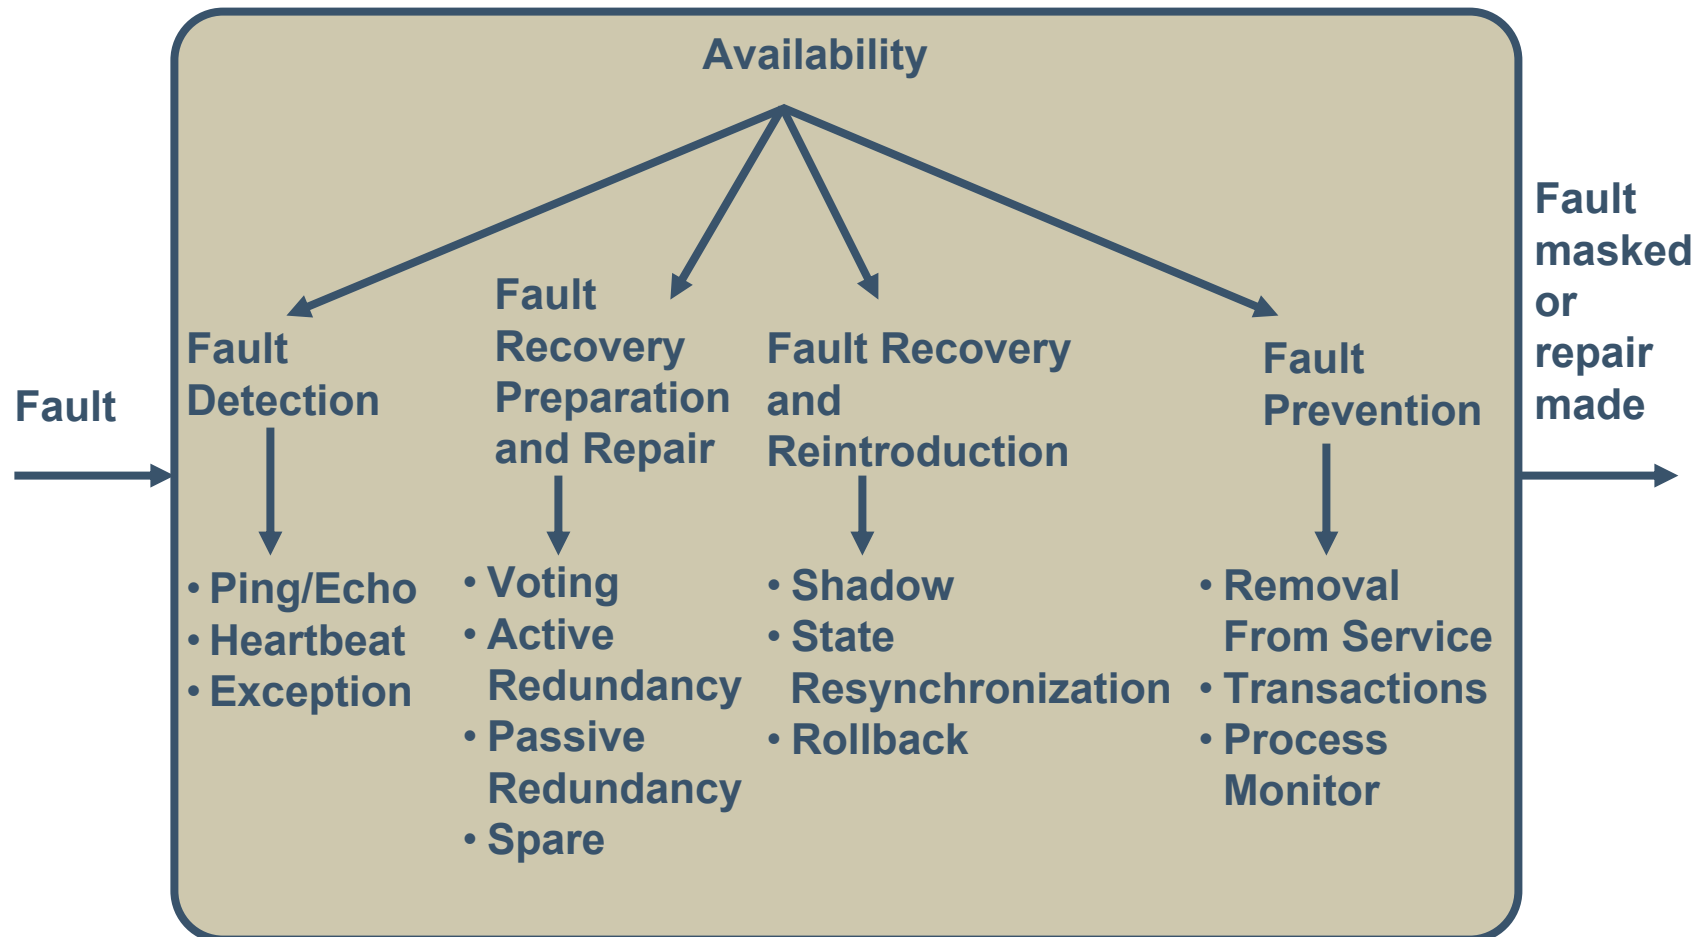 Availability
Fault
Fault
Detection
Fault
Recovery
Preparation
and Repair
Fault Recovery
and
Reintroduction
Fault
Prevention
Fault
masked
or
repair
made
• Ping/Echo
• Heartbeat
• Exception
• Voting
• Active
Redundancy
• Passive
Redundancy
• Spare
• Shadow
• State
Resynchronization
• Rollback
• Removal
From Service
• Transactions
• Process
Monitor